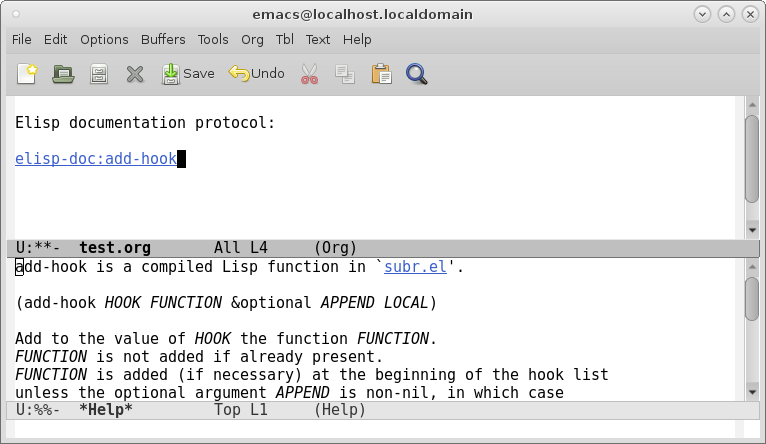 emacs@localhost.localdomain
File Edit Options Buffers Tools Org Tbl Text Help
Save Undo
Elisp documentation protocol:
elisp-doc:add-hook
U:**- test.org All L4 (Org)
add-hook is a compiled Lisp function in `subr.el'.
(add-hook HOOK FUNCTION &optional APPEND LOCAL)
Add to the value of HOOK the function FUNCTION.
FUNCTION is not added if already present.
FUNCTION is added (if necessary) at the beginning of the hook list
unless the optional argument APPEND is non-nil, in which case
U:%%- *Help* Top L1 (Help)